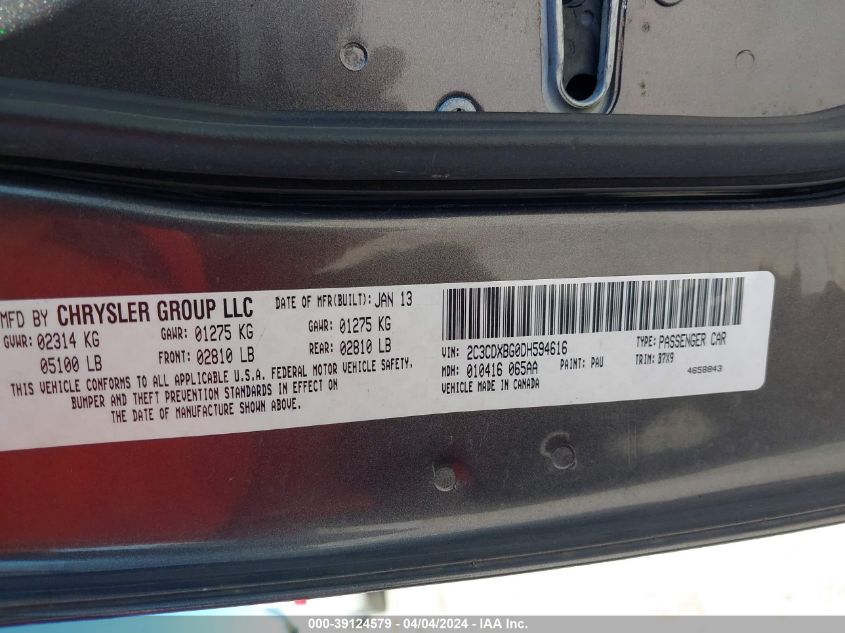 MFD BY CHRYSLER GROUP LLC
DATE OF MFR(BUILT): JAN 13
GVWR: 02314 KG
GAWR: 01275 KG
GAWR: 01275 KG
05100 LB
FRONT: 02810 LB
REAR: 02810 LB
THIS VEHICLE CONFORMS TO ALL APPLICABLE U.S.A. FEDERAL MOTOR VEHICLE SAFETY,
BUMPER AND THEFT PREVENTION STANDARDS IN EFFECT ON
THE DATE OF MANUFACTURE SHOWN ABOVE.
VIN: 2C3CDXBG0DH594616
TYPE: PASSENGER CAR
MDH: 010416 065AA
PAINT: PAU
TRIM: B7X9
VEHICLE MADE IN CANADA
4658843
000-39124579 - 04/04/2024 - IAA Inc.